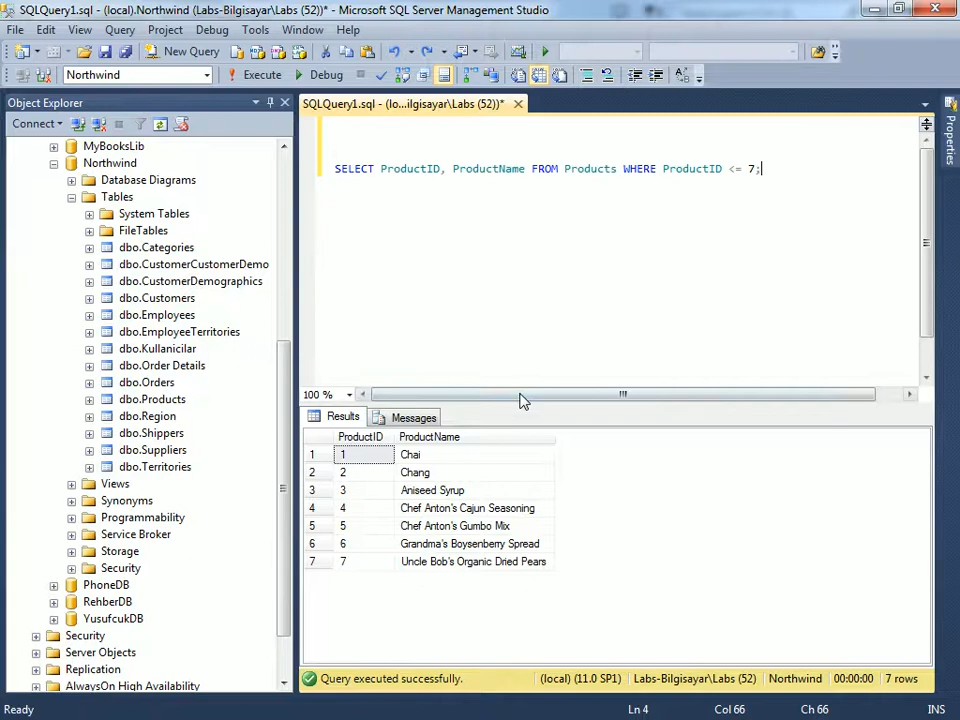 SQLQuery1.sql - (local).Northwind (Labs-Bilgisayar\Labs (52))* - Microsoft SQL Server Management Studio
File Edit View Query Project Debug Tools Window Help
New Query
Northwind Execute Debug
Object Explorer
SQLQuery1.sql - (lo...ilgisayar\Labs (52))*
Connect
MyBooksLib
Northwind
Database Diagrams
Tables
System Tables
FileTables
dbo.Categories
dbo.CustomerCustomerDemo
dbo.CustomerDemographics
dbo.Customers
dbo.Employees
dbo.EmployeeTerritories
dbo.Kullanicilar
dbo.Order Details
dbo.Orders
dbo.Products
dbo.Region
dbo.Shippers
dbo.Suppliers
dbo.Territories
Views
Synonyms
Programmability
Service Broker
Storage
Security
PhoneDB
RehberDB
YusufcukDB
Security
Server Objects
Replication
AlwaysOn High Availability
SELECT ProductID, ProductName FROM Products WHERE ProductID <= 7;
100 %
Results Messages
ProductID ProductName
1 1 Chai
2 2 Chang
3 3 Aniseed Syrup
4 4 Chef Anton's Cajun Seasoning
5 5 Chef Anton's Gumbo Mix
6 6 Grandma's Boysenberry Spread
7 7 Uncle Bob's Organic Dried Pears
Query executed successfully. (local) (11.0 SP1) Labs-Bilgisayar\Labs (52) Northwind 00:00:00 7 rows
Properties
Ready Ln 4 Col 66 Ch 66 INS